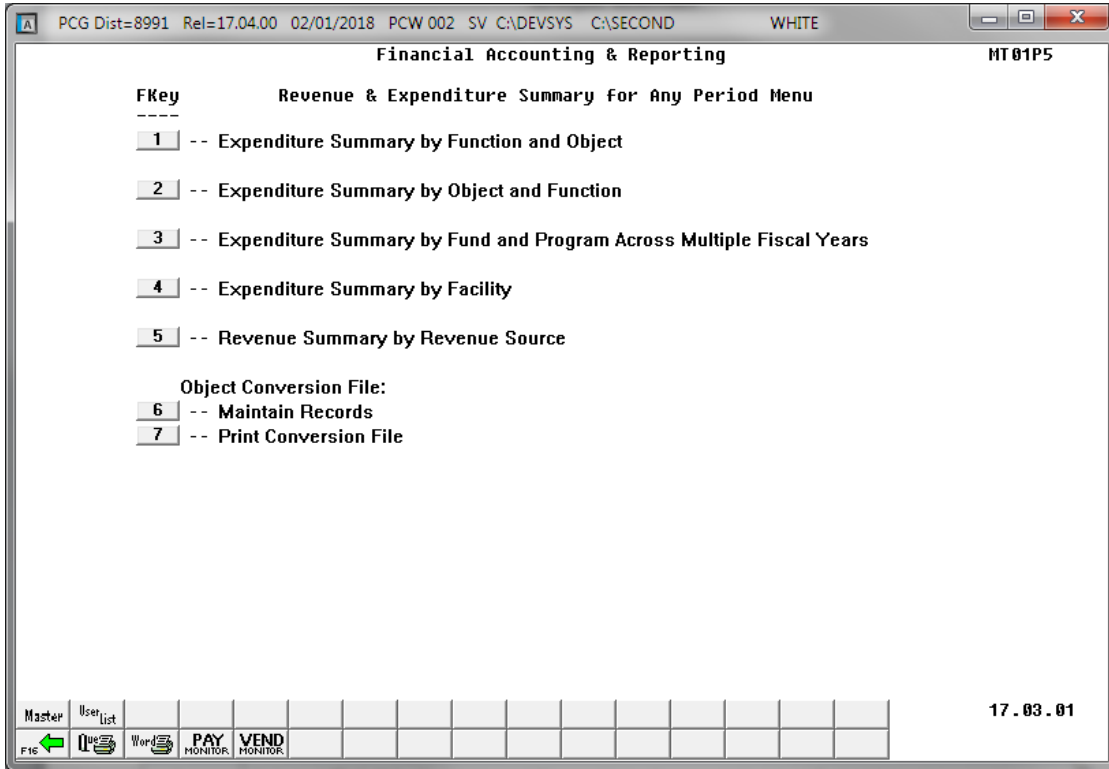 A PCG Dist=8991 Rel=17.04.00 02/01/2018 PCW 002 SV C:\DEVSYS C:\SECOND WHITE
Financial Accounting & Reporting MT01P5
FKey Revenue & Expenditure Summary for Any Period Menu
----
1 -- Expenditure Summary by Function and Object
2 -- Expenditure Summary by Object and Function
3 -- Expenditure Summary by Fund and Program Across Multiple Fiscal Years
4 -- Expenditure Summary by Facility
5 -- Revenue Summary by Revenue Source
Object Conversion File:
6 -- Maintain Records
7 -- Print Conversion File
Master User List 17.03.01
F16 Que Word PAY MONITOR VEND MONITOR